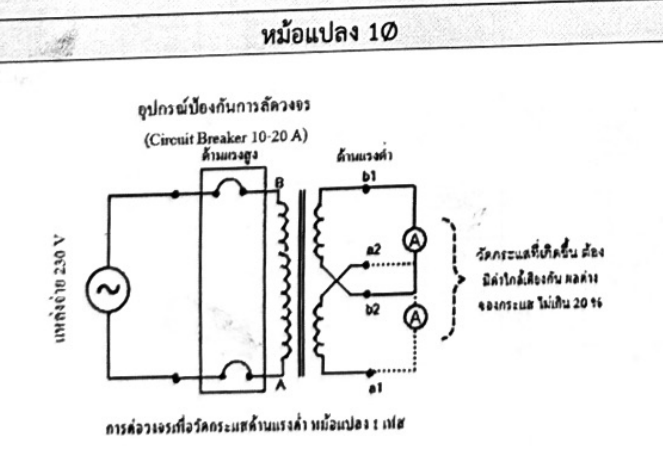 หม้อแปลง 1Ø
อุปกรณ์ป้องกันการลัดวงจร
(Circuit Breaker 10-20 A)
ด้านแรงสูง
ด้านแรงต่ำ
B
b1
A
a2
วัดกระแสที่เกิดขึ้น ต้อง
มีค่าใกล้เคียงกัน ผลต่าง
ของกระแส ไม่เกิน 20 %
แหล่งจ่าย 230 V
b2
A
A
a1
การต่อวงจรเพื่อวัดกระแสด้านแรงต่ำ หม้อแปลง 1 เฟส